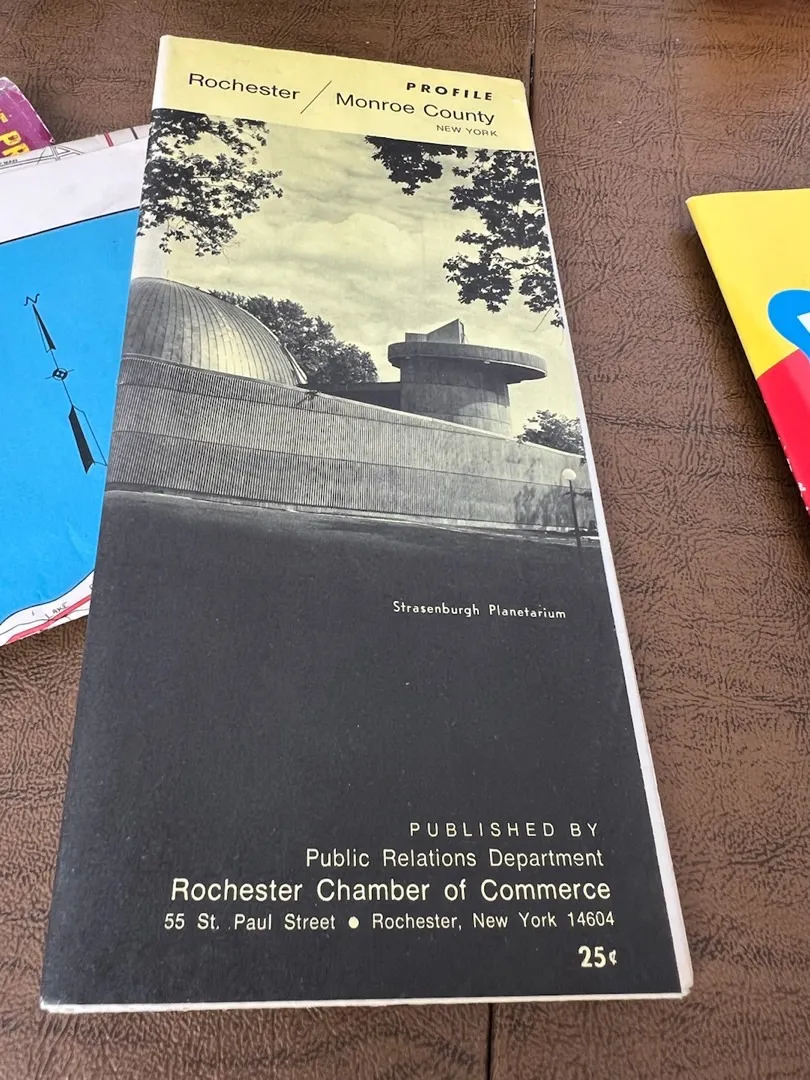 PROFILE
Rochester / Monroe County
NEW YORK
Strasenburgh Planetarium
PUBLISHED BY
Public Relations Department
Rochester Chamber of Commerce
55 St. Paul Street • Rochester, New York 14604
25¢
N
LAKE